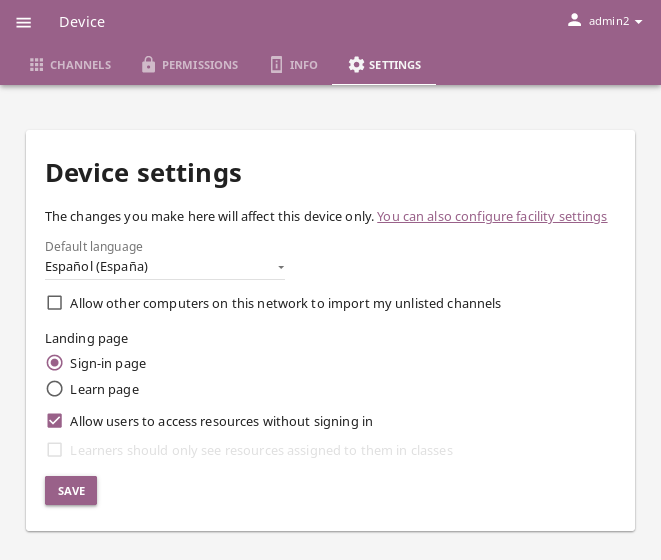 Device
admin2
CHANNELS
PERMISSIONS
INFO
SETTINGS
Device settings
The changes you make here will affect this device only. You can also configure facility settings
Default language
Español (España)
Allow other computers on this network to import my unlisted channels
Landing page
Sign-in page
Learn page
Allow users to access resources without signing in
Learners should only see resources assigned to them in classes
SAVE